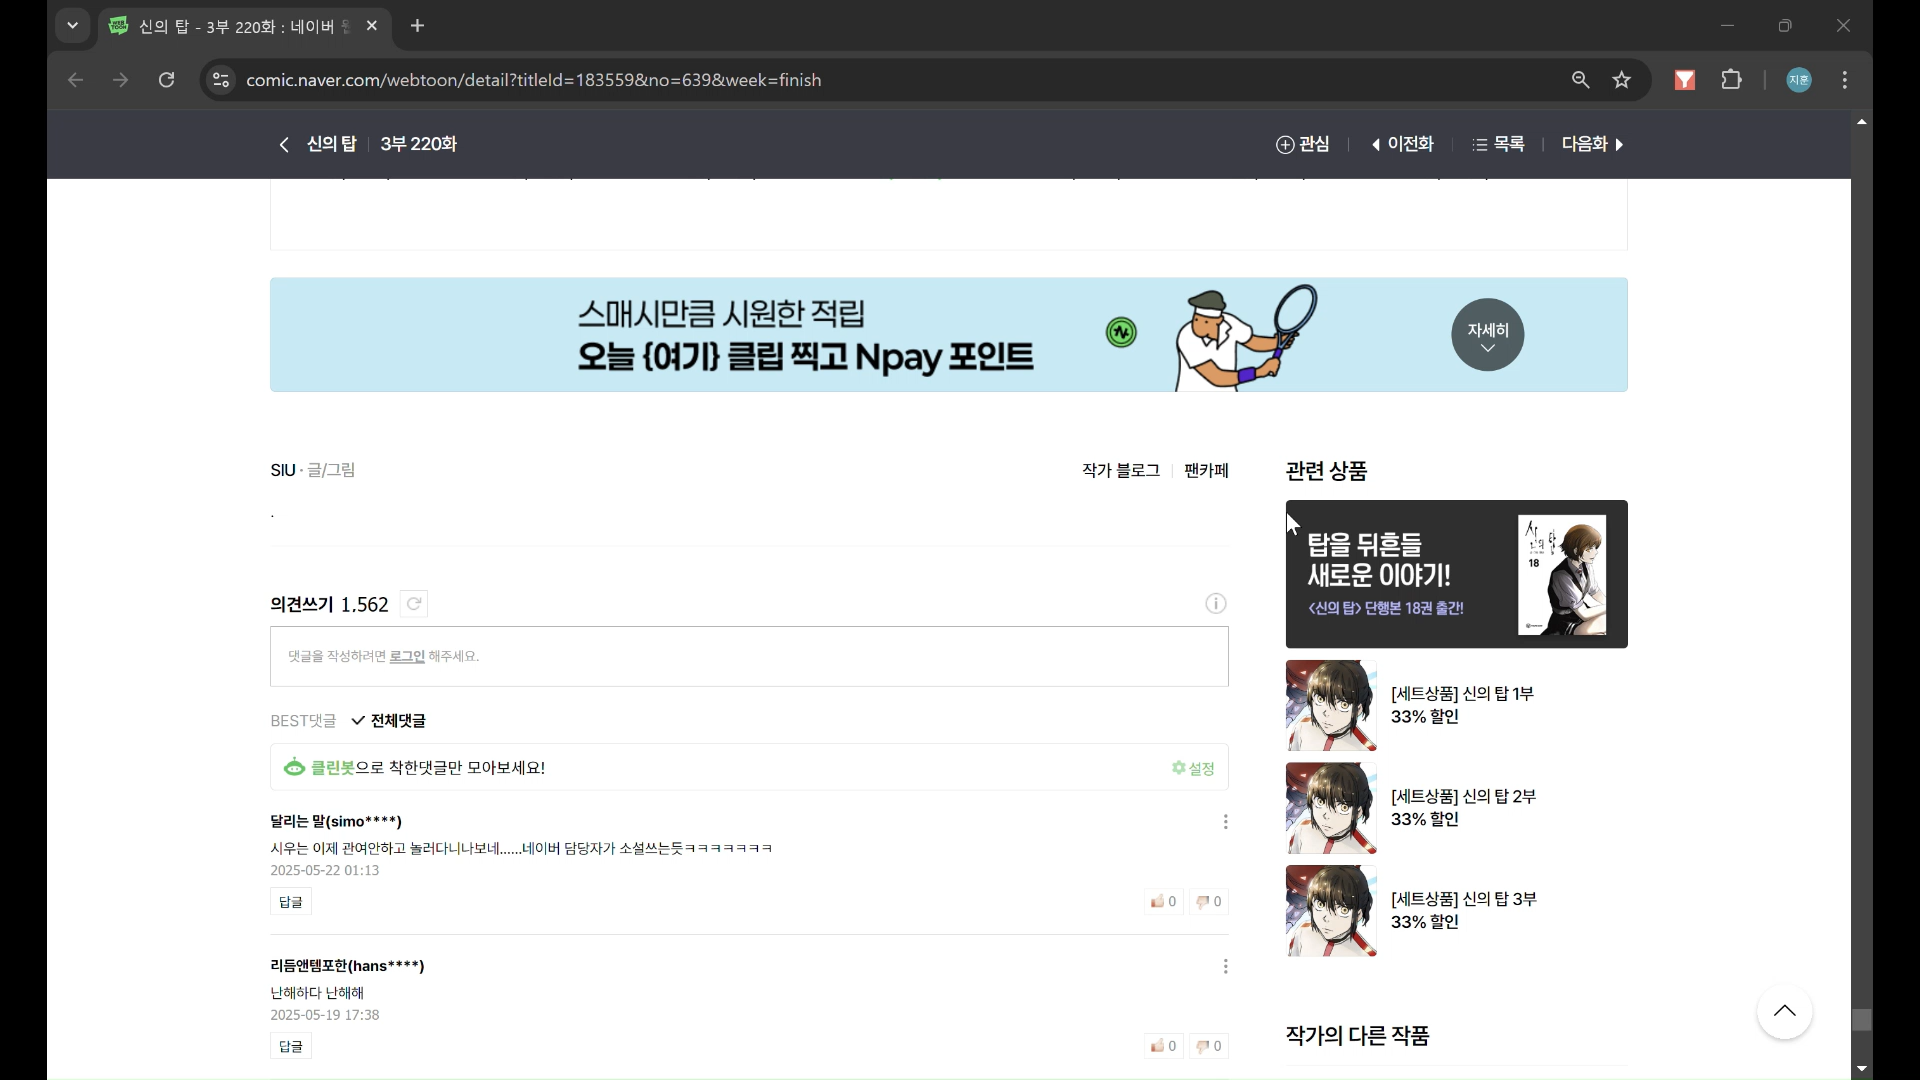 신의 탑 - 3부 220화 : 네이버
comic.naver.com/webtoon/detail?titleId=183559&no=639&week=finish
지훈
신의 탑 3부 220화
관심 이전화 목록 다음화
스매시만큼 시원한 적립
오늘 {여기} 클립 찍고 Npay 포인트
자세히
SIU · 글/그림
작가 블로그 팬카페
.
의견쓰기 1,562
댓글을 작성하려면 로그인 해주세요.
BEST댓글 전체댓글
클린봇으로 착한댓글만 모아보세요!
설정
달리는 말(simo****)
시우는 이제 관여안하고 놀러다니나보네......네이버 담당자가 소설쓰는듯ㅋㅋㅋㅋㅋㅋㅋ
2025-05-22 01:13
답글
0 0
리듬앤템포한(hans****)
난해하다 난해해
2025-05-19 17:38
답글
0 0
관련 상품
탑을 뒤흔들
새로운 이야기!
<신의 탑> 단행본 18권 출간!
18
[세트상품] 신의 탑 1부
33% 할인
[세트상품] 신의 탑 2부
33% 할인
[세트상품] 신의 탑 3부
33% 할인
작가의 다른 작품